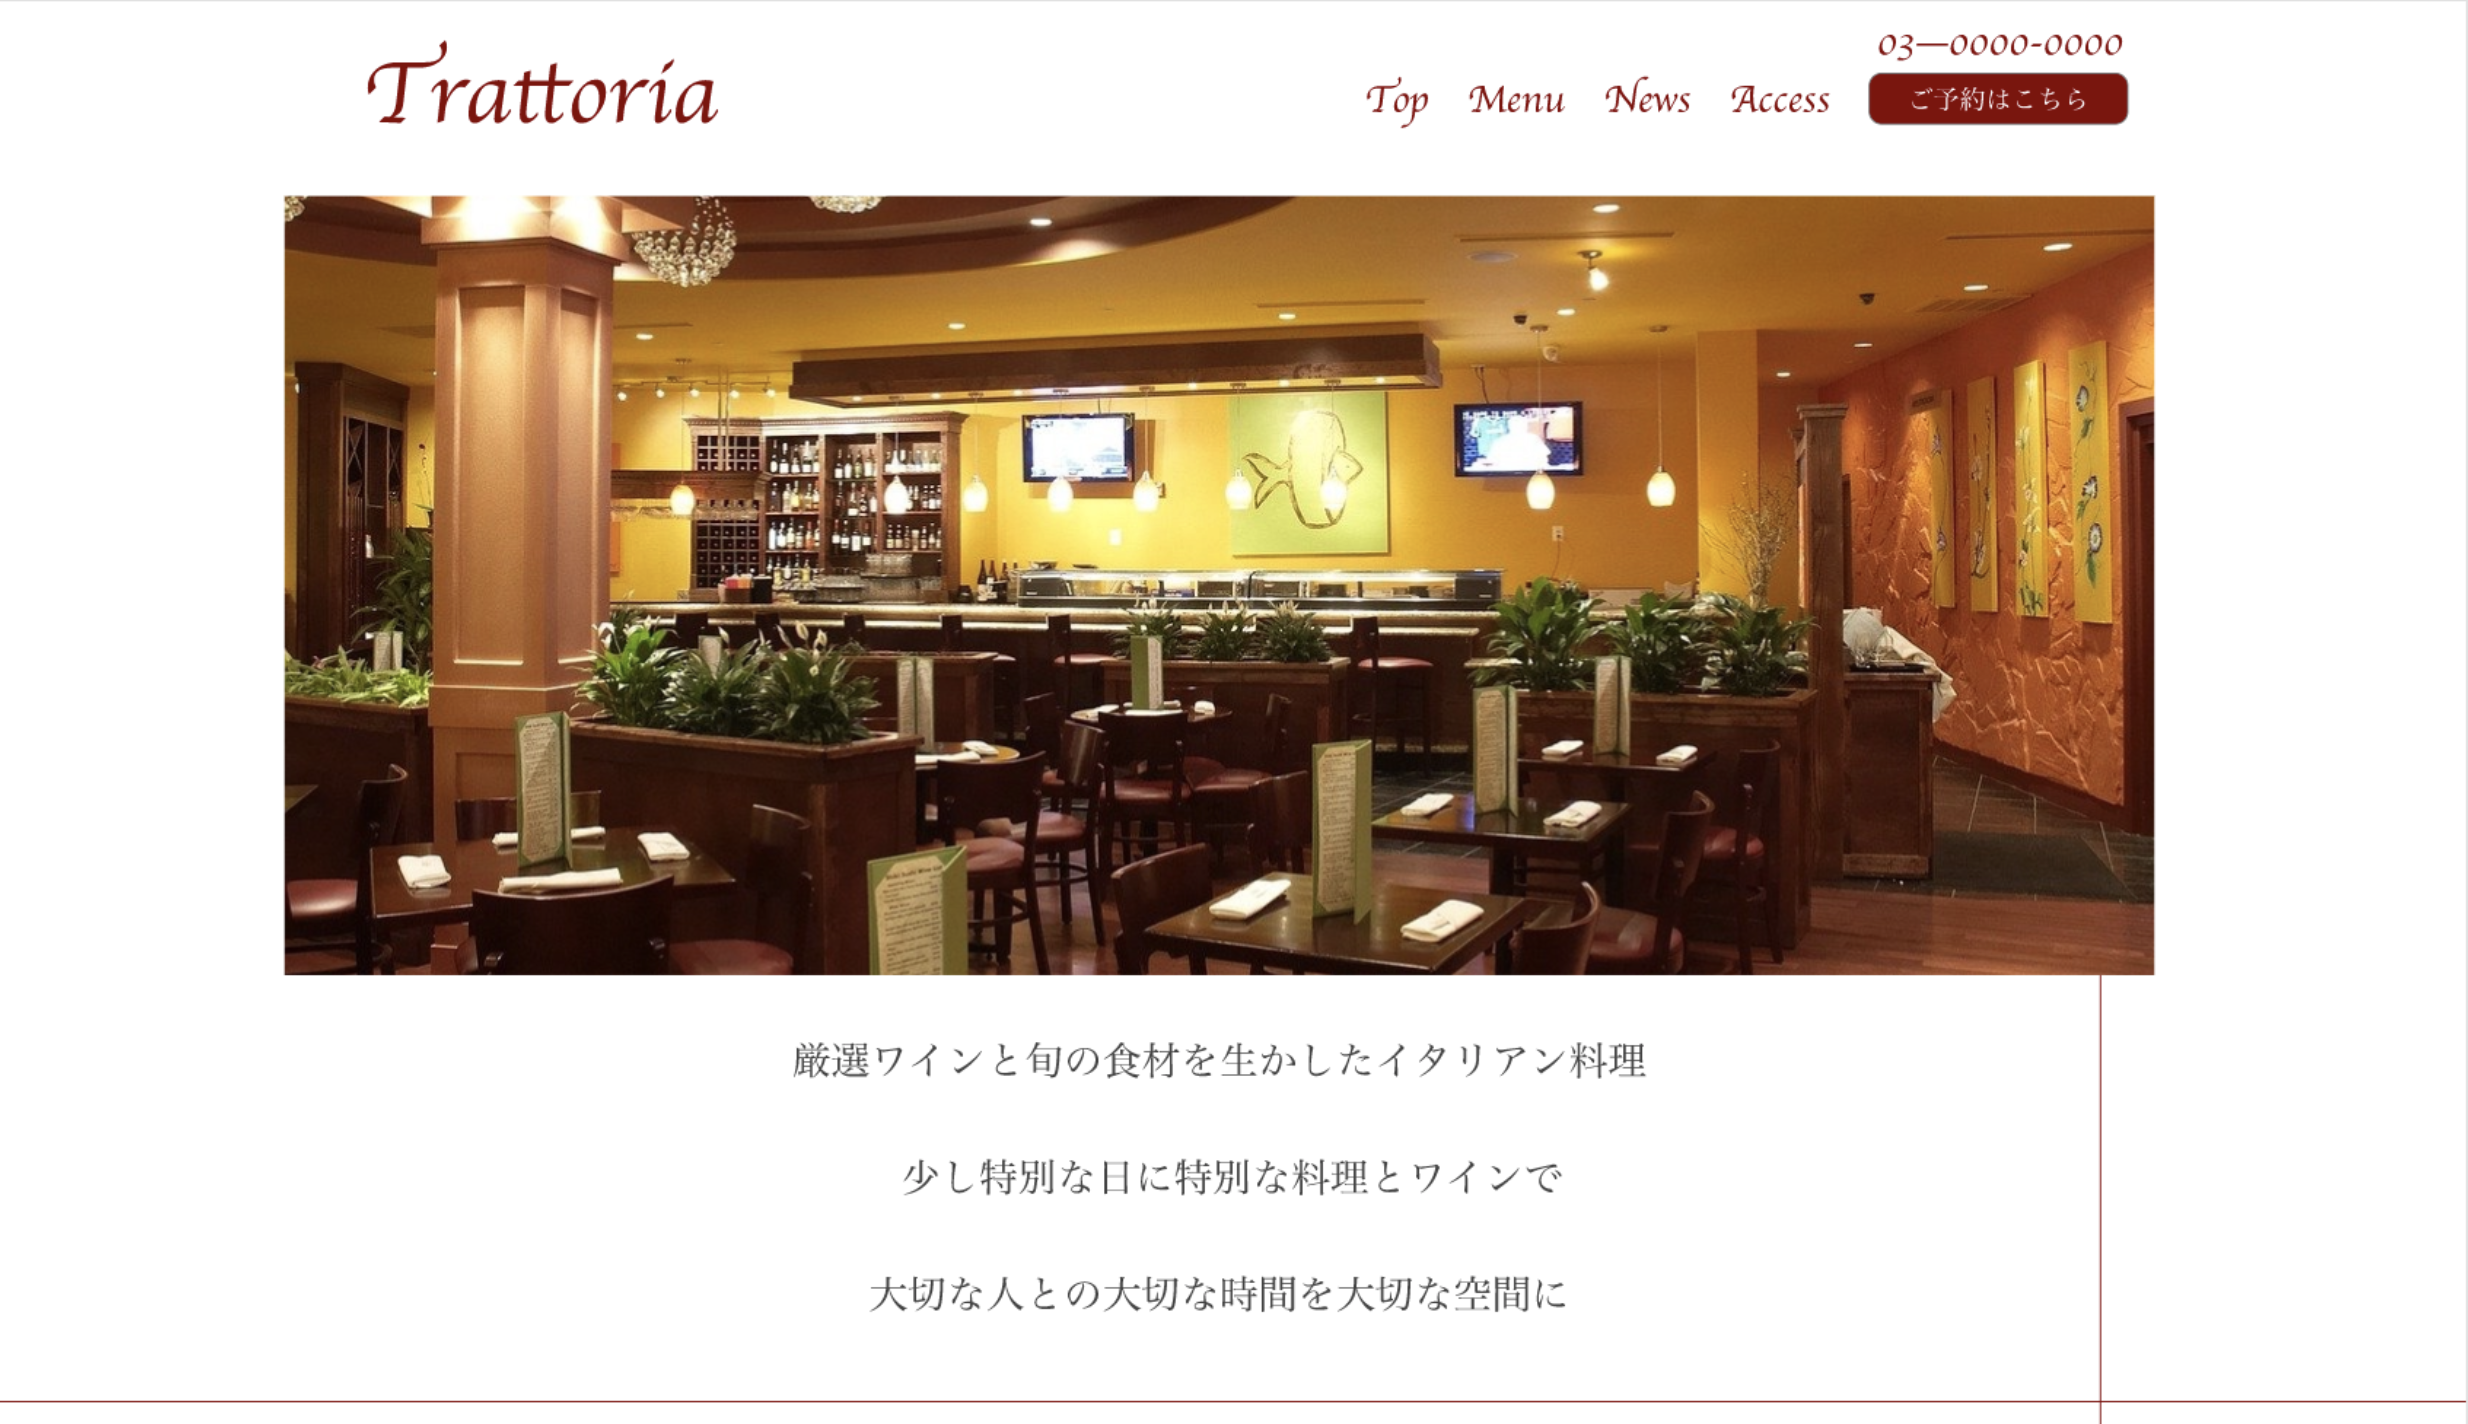 Trattoria
03—0000-0000
Top Menu News Access ご予約はこちら
厳選ワインと旬の食材を生かしたイタリアン料理
少し特別な日に特別な料理とワインで
大切な人との大切な時間を大切な空間に